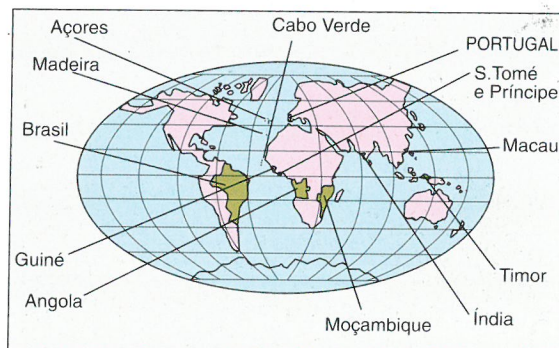 Açores
Cabo Verde
Madeira
PORTUGAL
S.Tomé
e Príncipe
Brasil
Macau
Guiné
Timor
Angola
Índia
Moçambique